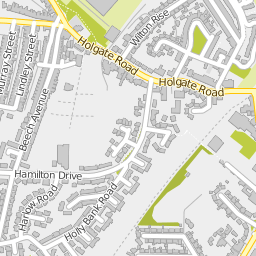 Wilton Rise
Murray Street
Lindley Street
Holgate Road
Holgate Road
Beech Avenue
Hamilton Drive
Harlow Road
Holly Bank Road